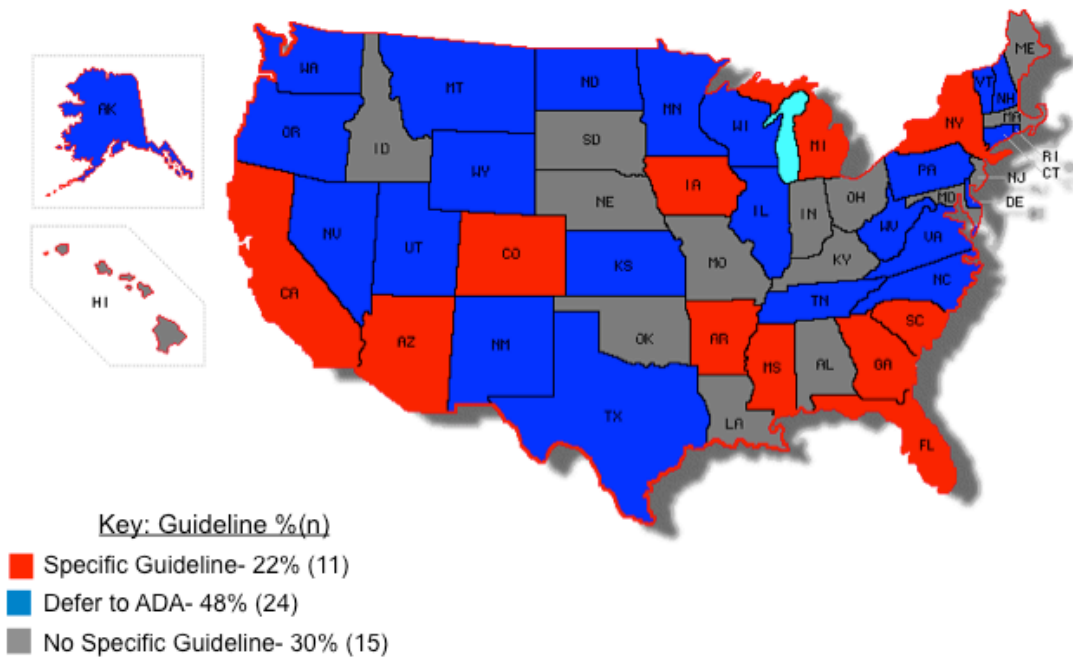 ME
WA
MT
ND
MN
VT
NH
AK
OR
ID
SD
WI
NY
MA
MI
WY
RI
CT
PA
IA
NJ
NE
OH
MD
DE
IL
IN
NV
UT
WV
VA
CO
KS
MO
KY
HI
CA
NC
TN
AZ
NM
OK
AR
SC
MS
AL
GA
TX
LA
FL
Key: Guideline %(n)
Specific Guideline- 22% (11)
Defer to ADA- 48% (24)
No Specific Guideline- 30% (15)